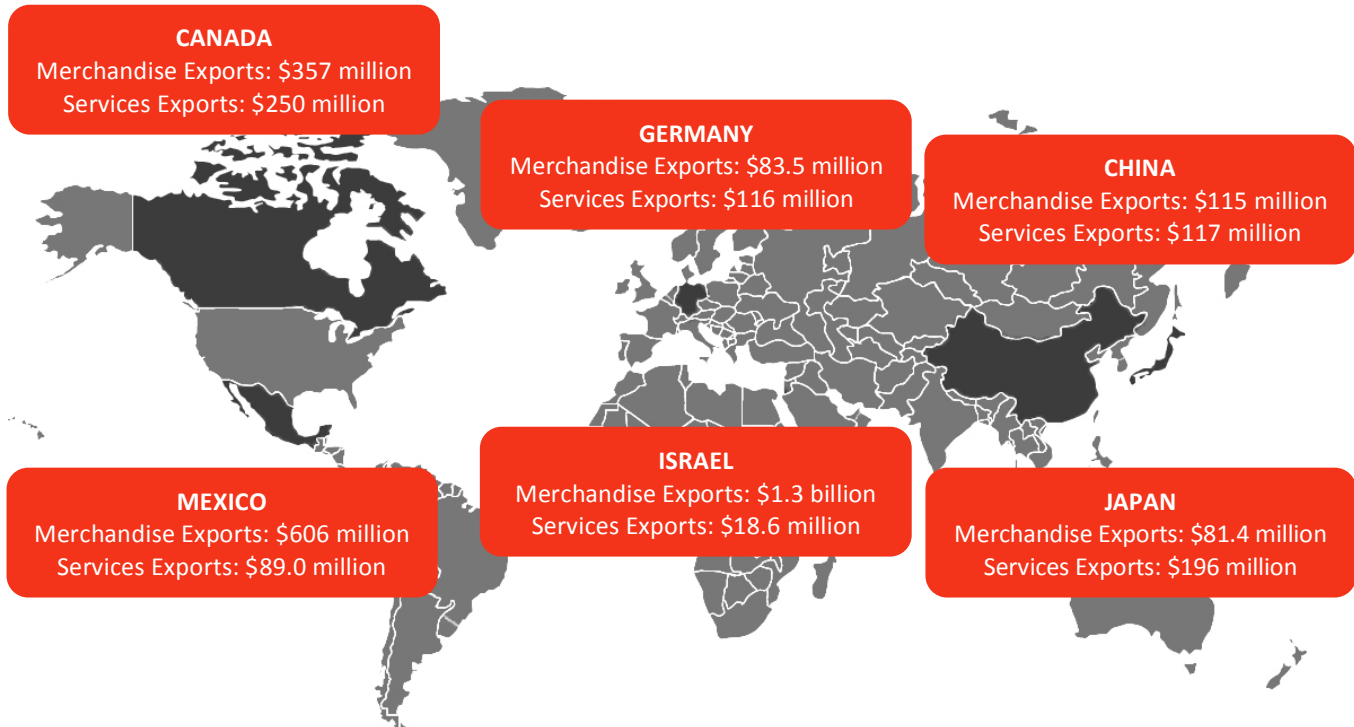 CANADA
Merchandise Exports: $357 million
Services Exports: $250 million
GERMANY
Merchandise Exports: $83.5 million
Services Exports: $116 million
CHINA
Merchandise Exports: $115 million
Services Exports: $117 million
MEXICO
Merchandise Exports: $606 million
Services Exports: $89.0 million
ISRAEL
Merchandise Exports: $1.3 billion
Services Exports: $18.6 million
JAPAN
Merchandise Exports: $81.4 million
Services Exports: $196 million